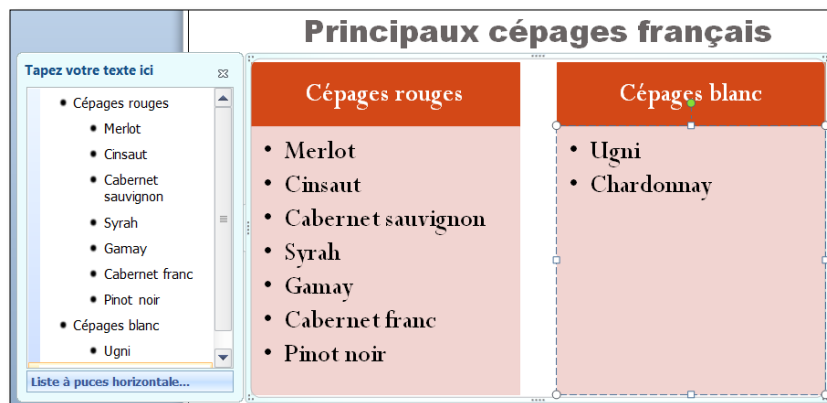 Principaux cépages français
Tapez votre texte ici
• Cépages rouges
• Merlot
• Cinsaut
• Cabernet
sauvignon
• Syrah
• Gamay
• Cabernet franc
• Pinot noir
• Cépages blanc
• Ugni
Liste à puces horizontale...
Cépages rouges
• Merlot
• Cinsaut
• Cabernet sauvignon
• Syrah
• Gamay
• Cabernet franc
• Pinot noir
Cépages blanc
• Ugni
• Chardonnay